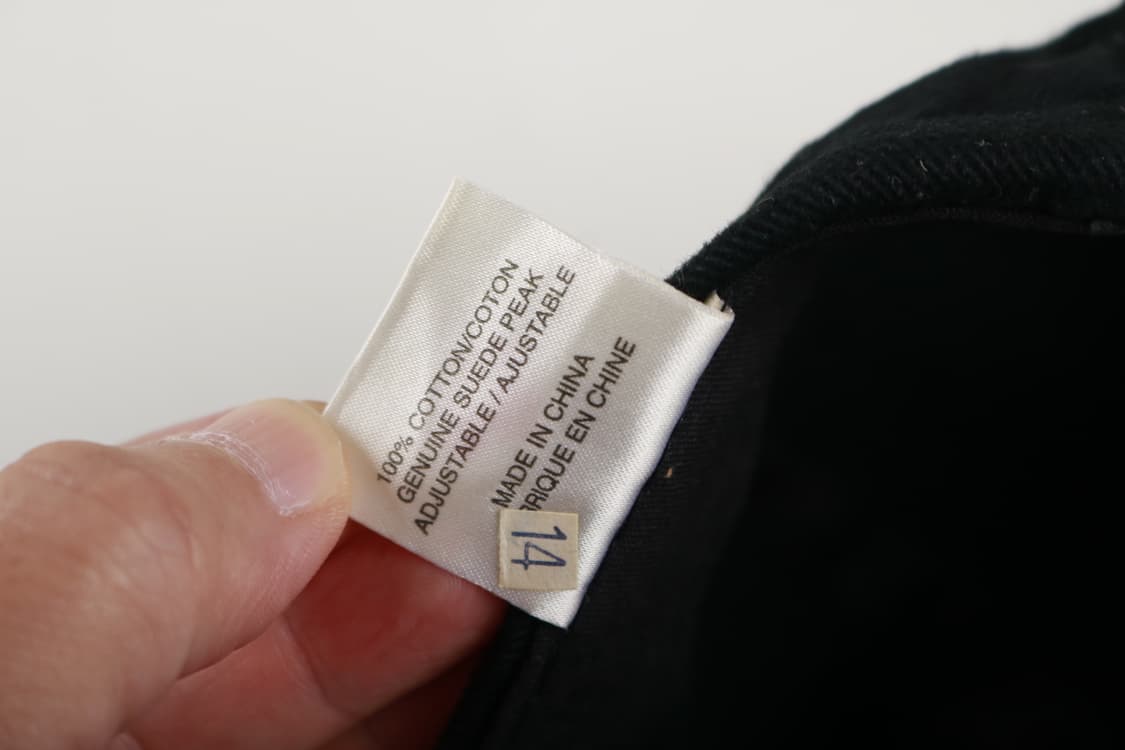 100% COTTON/COTON
GENUINE SUEDE PEAK
ADJUSTABLE / AJUSTABLE
MADE IN CHINA
BRIQUE EN CHINE
14